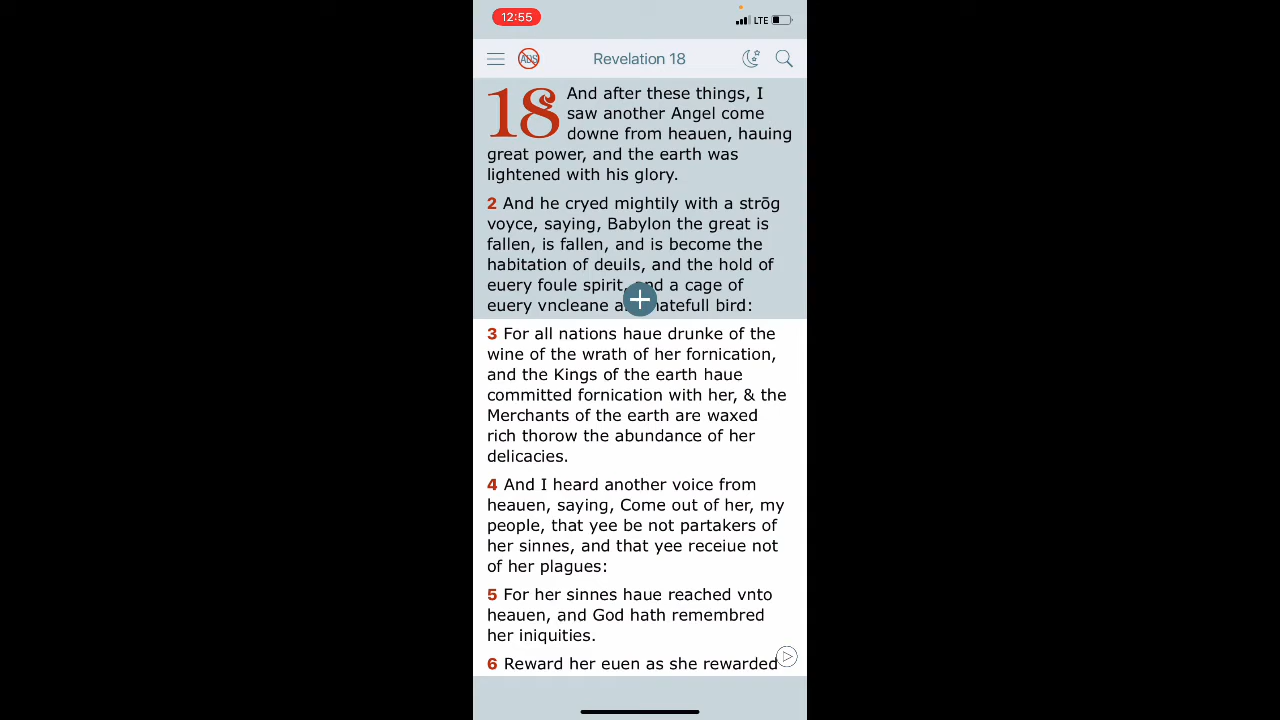 12:55
LTE
ADS
Revelation 18
18 And after these things, I
saw another Angel come
downe from heauen, hauing
great power, and the earth was
lightened with his glory.
2 And he cryed mightily with a strōg
voyce, saying, Babylon the great is
fallen, is fallen, and is become the
habitation of deuils, and the hold of
euery foule spirit, and a cage of
euery vncleane and hatefull bird:
3 For all nations haue drunke of the
wine of the wrath of her fornication,
and the Kings of the earth haue
committed fornication with her, & the
Merchants of the earth are waxed
rich thorow the abundance of her
delicacies.
4 And I heard another voice from
heauen, saying, Come out of her, my
people, that yee be not partakers of
her sinnes, and that yee receiue not
of her plagues:
5 For her sinnes haue reached vnto
heauen, and God hath remembred
her iniquities.
6 Reward her euen as she rewarded